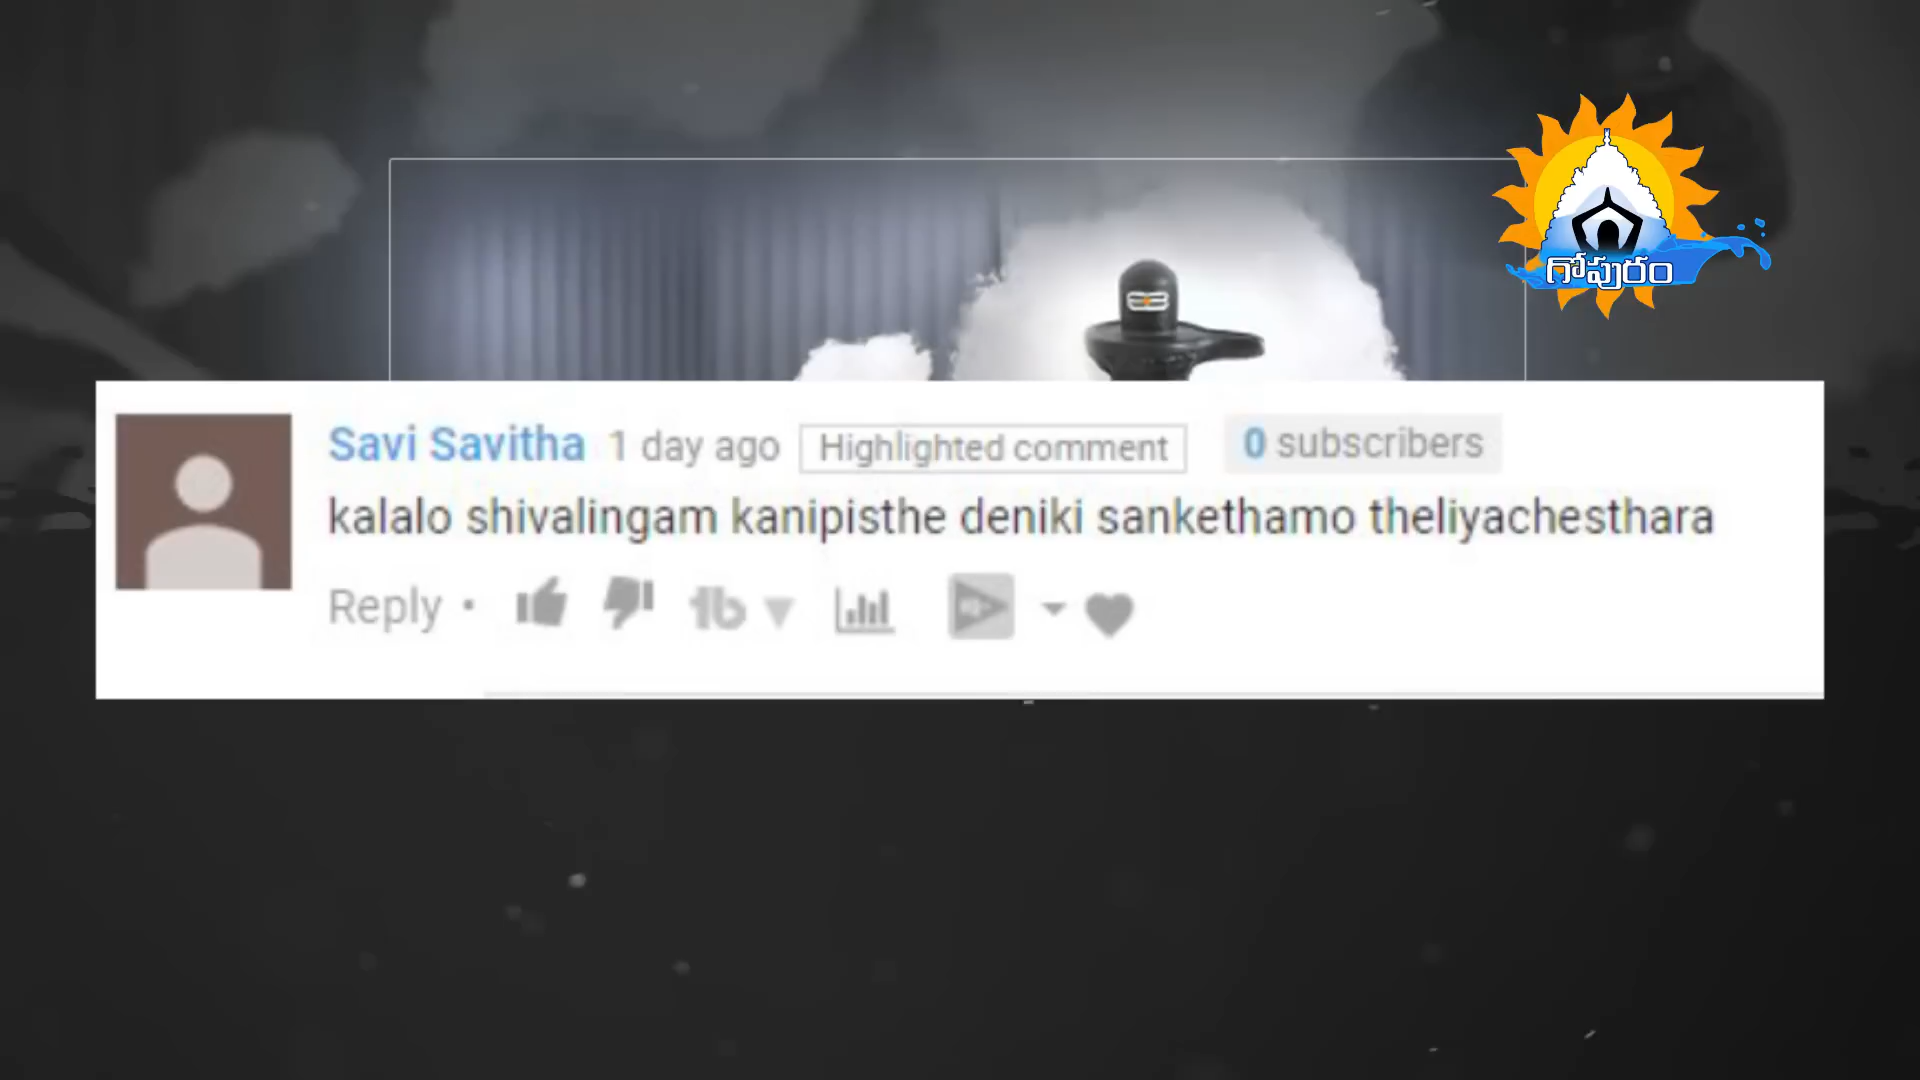 గోపురం
Savi Savitha 1 day ago Highlighted comment 0 subscribers
kalalo shivalingam kanipisthe deniki sankethamo theliyachesthara
Reply •